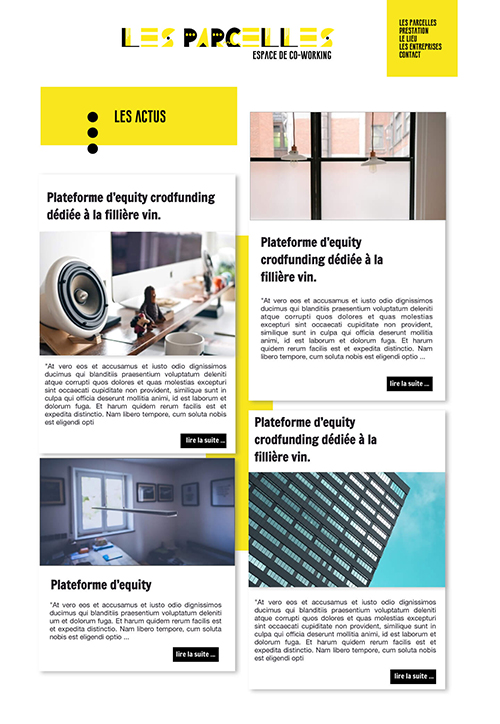 LES PARCELLES
ESPACE DE CO-WORKING
LES PARCELLES
PRESTATION
LE LIEU
LES ENTREPRISES
CONTACT
LES ACTUS
Plateforme d'equity crodfunding
dédiée à la fillière vin.
"At vero eos et accusamus et iusto odio dignissimos
ducimus qui blanditiis praesentium voluptatum deleniti
atque corrupti quos dolores et quas molestias excepturi
sint occaecati cupiditate non provident, similique sunt in
culpa qui officia deserunt mollitia animi, id est laborum et
dolorum fuga. Et harum quidem rerum facilis est et
expedita distinctio. Nam libero tempore, cum soluta nobis
est eligendi opti
lire la suite ...
Plateforme d'equity
"At vero eos et accusamus et iusto odio dignissimos
ducimus qui blanditiis praesentium voluptatum deleniti
um et dolorum fuga. Et harum quidem rerum facilis est
et expedita distinctio. Nam libero tempore, cum soluta
nobis est eligendi optio ...
lire la suite ...
Plateforme d'equity
crodfunding dédiée à la
fillière vin.
"At vero eos et accusamus et iusto odio dignissimos
ducimus qui blanditiis praesentium voluptatum deleniti
atque corrupti quos dolores et quas molestias
excepturi sint occaecati cupiditate non provident,
similique sunt in culpa qui officia deserunt mollitia
animi, id est laborum et dolorum fuga. Et harum
quidem rerum facilis est et expedita distinctio. Nam
libero tempore, cum soluta nobis est eligendi optio ...
lire la suite ...
Plateforme d'equity
crodfunding dédiée à la
fillière vin.
"At vero eos et accusamus et iusto odio dignissimos
ducimus qui blanditiis praesentium voluptatum deleniti
atque corrupti quos dolores et quas molestias excepturi
sint occaecati cupiditate non provident, similique sunt in
culpa qui officia deserunt mollitia animi, id est laborum et
dolorum fuga. Et harum quidem rerum facilis est et
expedita distinctio. Nam libero tempore, cum soluta nobis
est eligendi opti
lire la suite ...